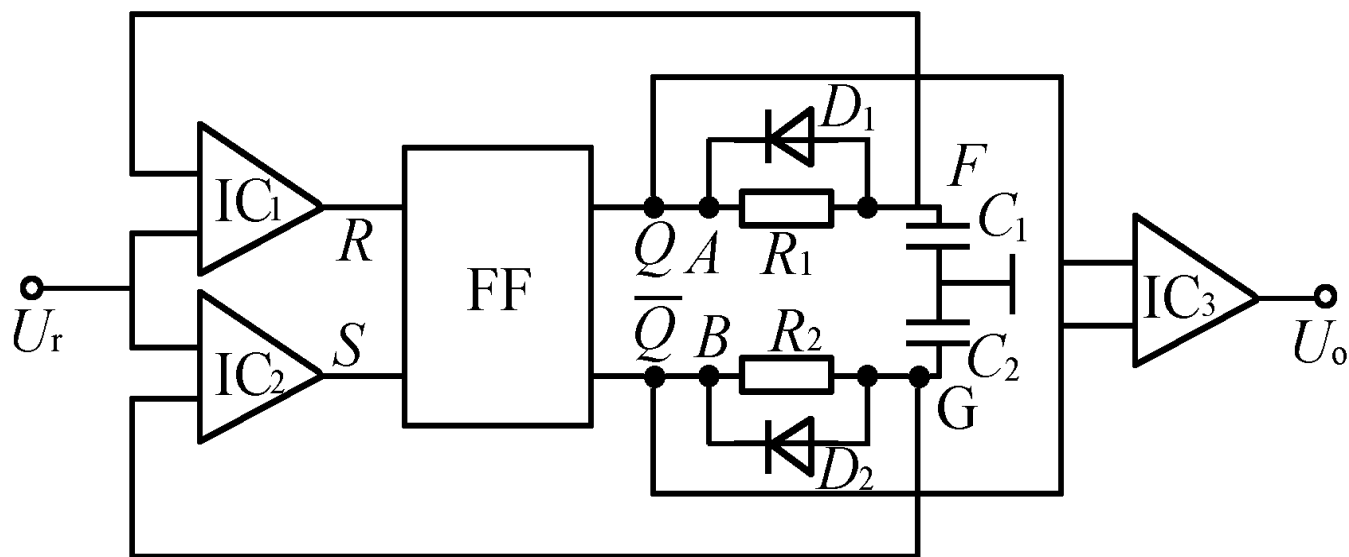 D₁
F
IC₁
C₁
R
Q
A
R₁
FF
IC₃
Uᵣ
Q̅
B
R₂
Uₒ
S
IC₂
C₂
G
D₂